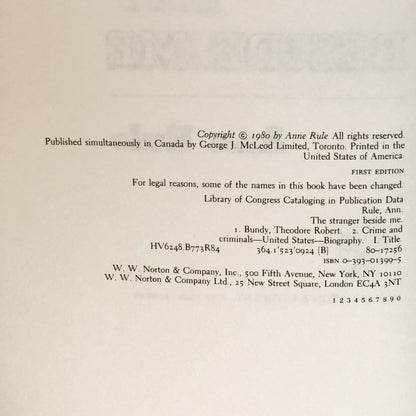 Copyright © 1980 by Anne Rule All rights reserved.
Published simultaneously in Canada by George J. McLeod Limited, Toronto. Printed in the
United States of America.
FIRST EDITION
For legal reasons, some of the names in this book have been changed.
Library of Congress Cataloging in Publication Data
Rule, Ann.
The stranger beside me.
1. Bundy, Theodore Robert. 2. Crime and
criminals—United States—Biography. I. Title.
HV6248.B773R84 364.1'523'0924 [B] 80-17256
ISBN 0-393-01399-5
W. W. Norton & Company, Inc., 500 Fifth Avenue, New York, NY 10110
W. W. Norton & Company Ltd., 25 New Street Square, London EC4A 3NT
1 2 3 4 5 6 7 8 9 0